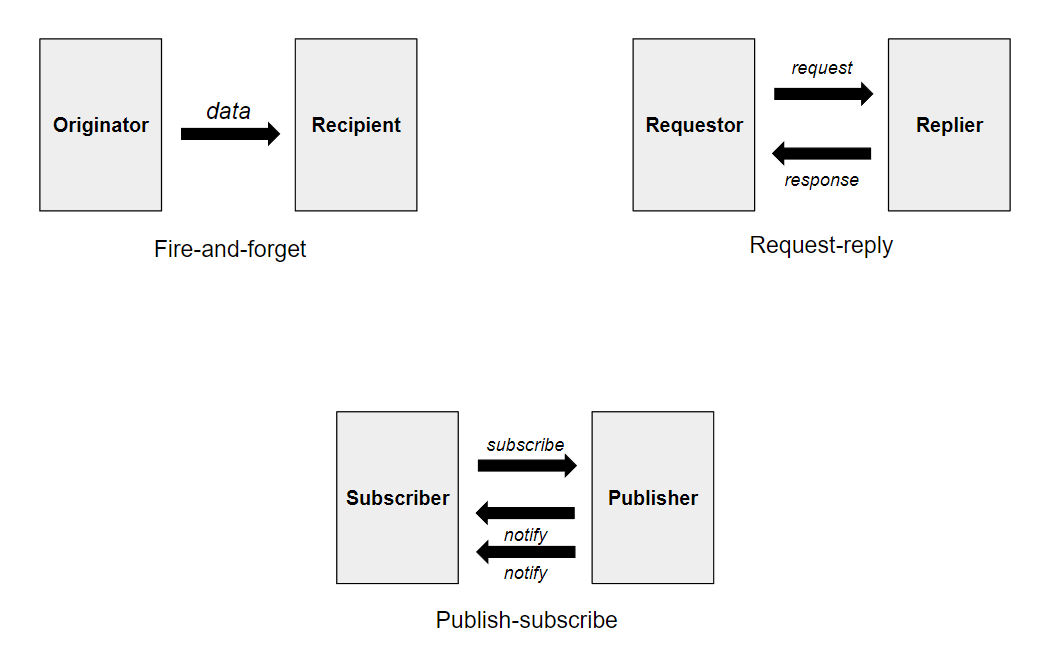 data
Originator
Recipient
Fire-and-forget
request
Requestor
Replier
response
Request-reply
subscribe
Subscriber
Publisher
notify
notify
Publish-subscribe